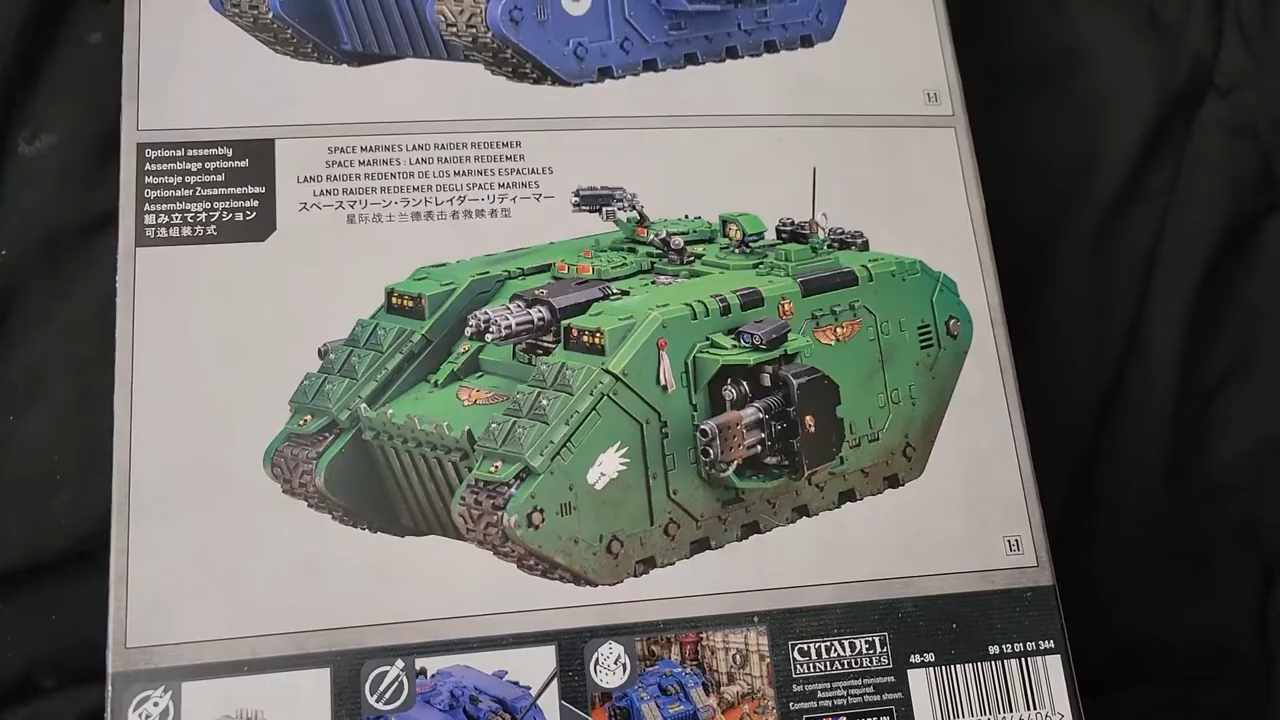 1:1
Optional assembly
Assemblage optionnel
Montaje opcional
Optionaler Zusammenbau
Assemblaggio opzionale
組み立てオプション
可选组装方式
SPACE MARINES LAND RAIDER REDEEMER
SPACE MARINES : LAND RAIDER REDEEMER
LAND RAIDER REDENTOR DE LOS MARINES ESPACIALES
LAND RAIDER REDEEMER DEGLI SPACE MARINES
スペースマリーン・ランドレイダー・リディーマー
星际战士兰德袭击者救赎者型
1:1
CITADEL
MINIATURES
Set contains unpainted miniatures.
Assembly required.
Contents may vary from those shown.
48-30
99 12 01 01 344